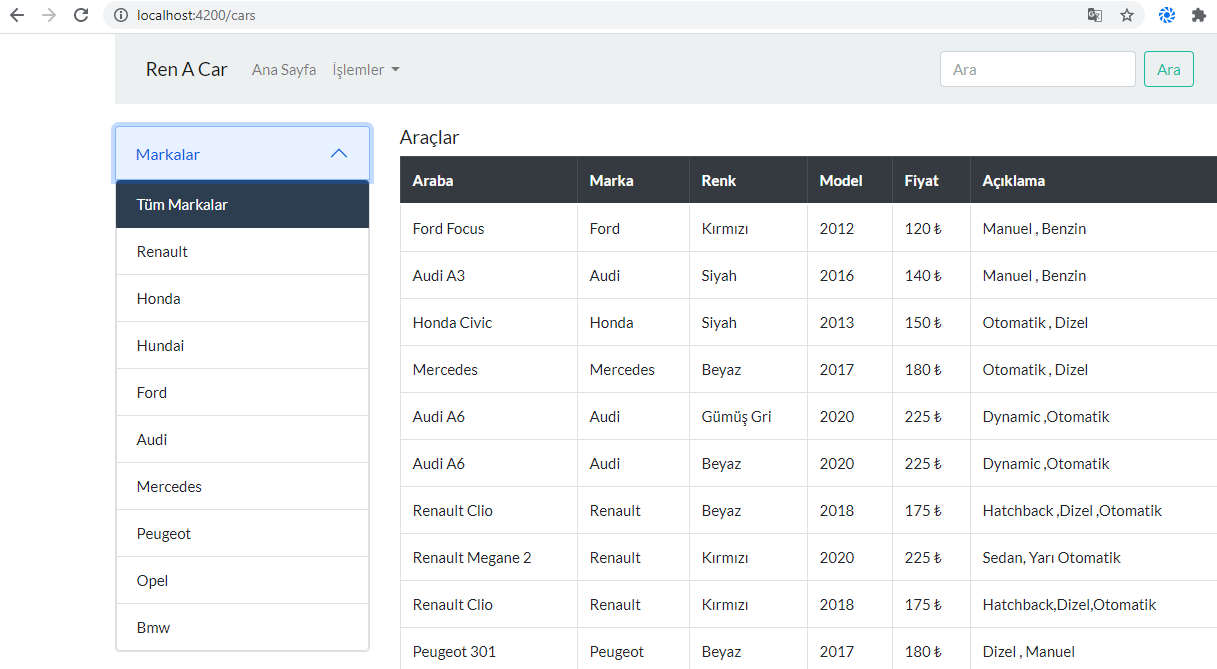 localhost:4200/cars
Ren A Car Ana Sayfa İşlemler Ara Ara
Markalar
Tüm Markalar
Renault
Honda
Hundai
Ford
Audi
Mercedes
Peugeot
Opel
Bmw
Araçlar
Araba Marka Renk Model Fiyat Açıklama
Ford Focus Ford Kırmızı 2012 120 ₺ Manuel , Benzin
Audi A3 Audi Siyah 2016 140 ₺ Manuel , Benzin
Honda Civic Honda Siyah 2013 150 ₺ Otomatik , Dizel
Mercedes Mercedes Beyaz 2017 180 ₺ Otomatik , Dizel
Audi A6 Audi Gümüş Gri 2020 225 ₺ Dynamic ,Otomatik
Audi A6 Audi Beyaz 2020 225 ₺ Dynamic ,Otomatik
Renault Clio Renault Beyaz 2018 175 ₺ Hatchback ,Dizel ,Otomatik
Renault Megane 2 Renault Kırmızı 2020 225 ₺ Sedan, Yarı Otomatik
Renault Clio Renault Kırmızı 2018 175 ₺ Hatchback,Dizel,Otomatik
Peugeot 301 Peugeot Beyaz 2017 180 ₺ Dizel , Manuel